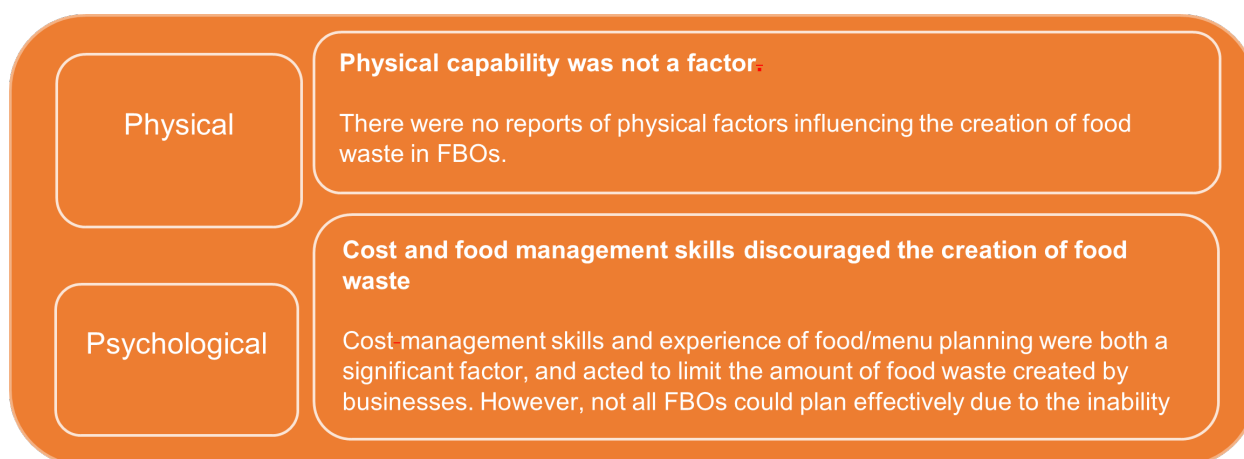 Physical
Physical capability was not a factor.
There were no reports of physical factors influencing the creation of food
waste in FBOs.
Psychological
Cost and food management skills discouraged the creation of food
waste
Cost-management skills and experience of food/menu planning were both a
significant factor, and acted to limit the amount of food waste created by
businesses. However, not all FBOs could plan effectively due to the inability